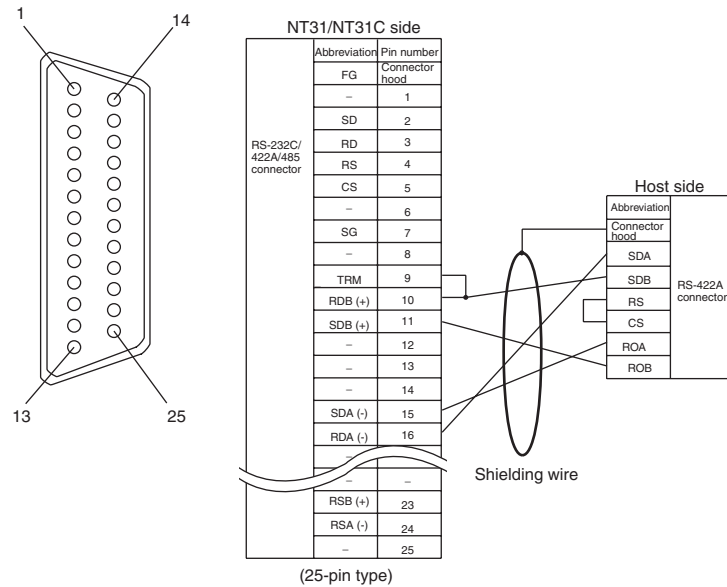 1
14
13
25
NT31/NT31C side
Abbreviation Pin number
FG Connector hood
– 1
SD 2
RD 3
RS-232C/
422A/485
connector
RS 4
CS 5
– 6
SG 7
– 8
TRM 9
RDB (+) 10
SDB (+) 11
– 12
– 13
– 14
SDA (-) 15
RDA (-) 16
–
– –
RSB (+) 23
RSA (-) 24
– 25
(25-pin type)
Shielding wire
Host side
Abbreviation
Connector
hood
SDA
SDB
RS
CS
ROA
ROB
RS-422A
connector